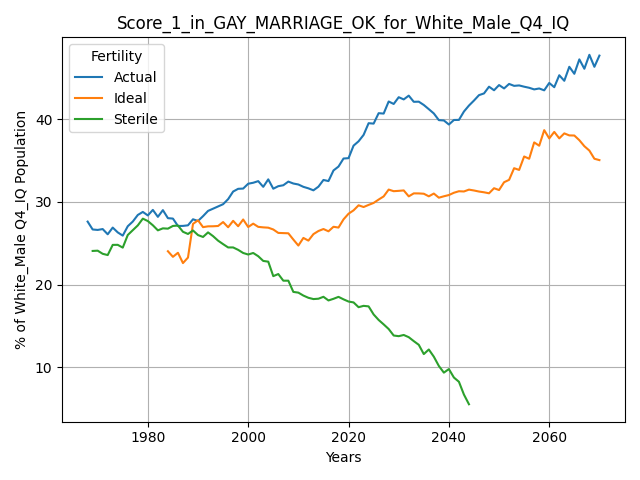 Score_1_in_GAY_MARRIAGE_OK_for_White_Male_Q4_IQ
Fertility
Actual
Ideal
Sterile
% of White_Male Q4_IQ Population
40
30
20
10
1980 2000 2020 2040 2060
Years